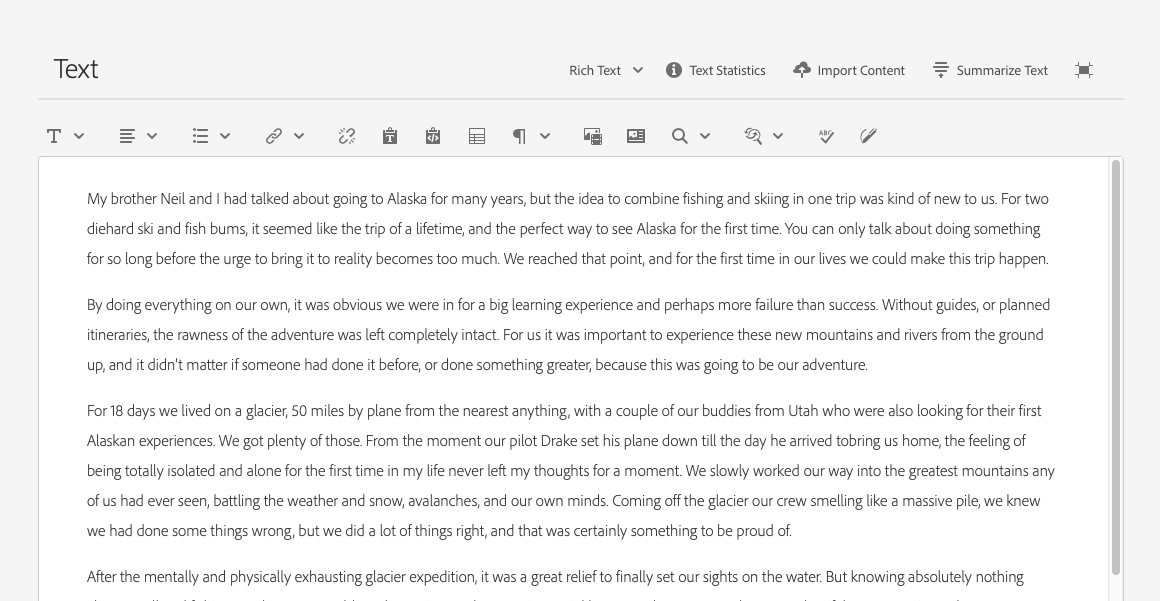 Text
Rich Text
Text Statistics
Import Content
Summarize Text
ABC
My brother Neil and I had talked about going to Alaska for many years, but the idea to combine fishing and skiing in one trip was kind of new to us. For two
diehard ski and fish bums, it seemed like the trip of a lifetime, and the perfect way to see Alaska for the first time. You can only talk about doing something
for so long before the urge to bring it to reality becomes too much. We reached that point, and for the first time in our lives we could make this trip happen.
By doing everything on our own, it was obvious we were in for a big learning experience and perhaps more failure than success. Without guides, or planned
itineraries, the rawness of the adventure was left completely intact. For us it was important to experience these new mountains and rivers from the ground
up, and it didn't matter if someone had done it before, or done something greater, because this was going to be our adventure.
For 18 days we lived on a glacier, 50 miles by plane from the nearest anything, with a couple of our buddies from Utah who were also looking for their first
Alaskan experiences. We got plenty of those. From the moment our pilot Drake set his plane down till the day he arrived tobring us home, the feeling of
being totally isolated and alone for the first time in my life never left my thoughts for a moment. We slowly worked our way into the greatest mountains any
of us had ever seen, battling the weather and snow, avalanches, and our own minds. Coming off the glacier our crew smelling like a massive pile, we knew
we had done some things wrong, but we did a lot of things right, and that was certainly something to be proud of.
After the mentally and physically exhausting glacier expedition, it was a great relief to finally set our sights on the water. But knowing absolutely nothing